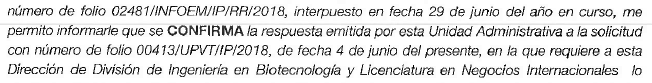 número de folio 02481/INFOEM/IP/RR/2018, interpuesto en fecha 29 de junio del año en curso, me
permito informarle que se CONFIRMA la respuesta emitida por esta Unidad Administrativa a la solicitud
con número de folio 00413/UPVT/IP/2018, de fecha 4 de junio del presente, en la que requiere a esta
Dirección de División de Ingeniería en Biotecnología y Licenciatura en Negocios Internacionales lo